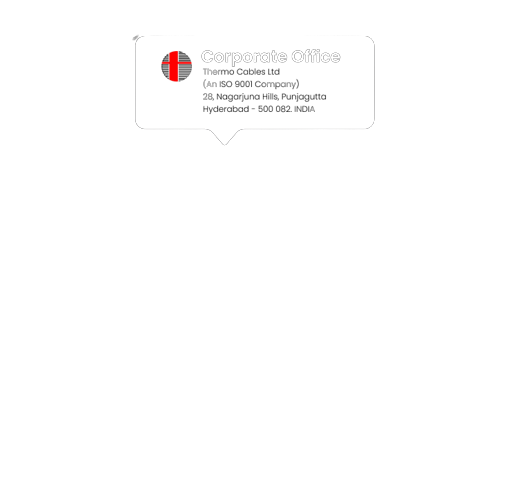 Corporate Office
Thermo Cables Ltd
(An ISO 9001 Company)
28, Nagarjuna Hills, Punjagutta
Hyderabad - 500 082. INDIA